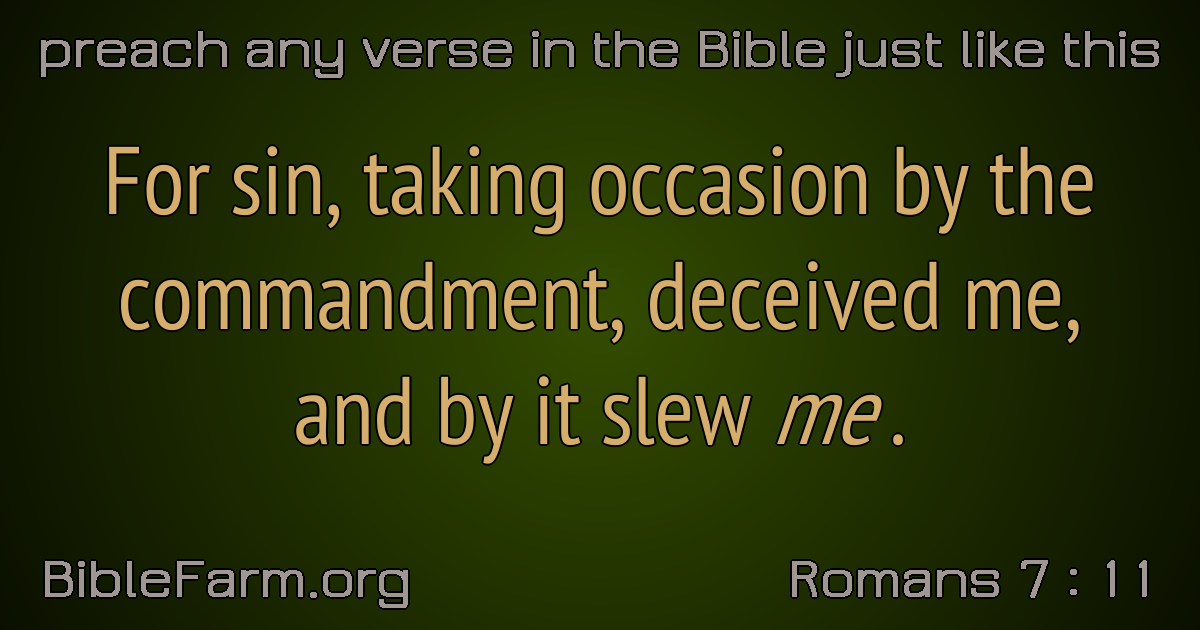 preach any verse in the Bible just like this
For sin, taking occasion by the
commandment, deceived me,
and by it slew me .
BibleFarm.org
Romans 7 : 11